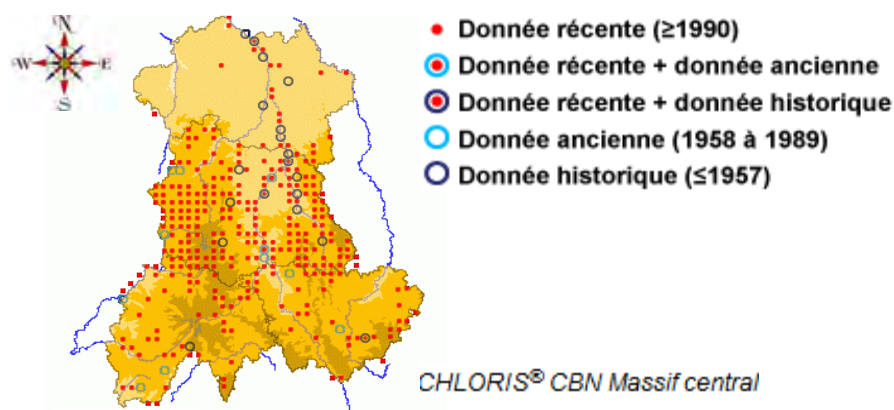 N
W E
S
Donnée récente (≥1990)
Donnée récente + donnée ancienne
Donnée récente + donnée historique
Donnée ancienne (1958 à 1989)
Donnée historique (≤1957)
CHLORIS® CBN Massif central